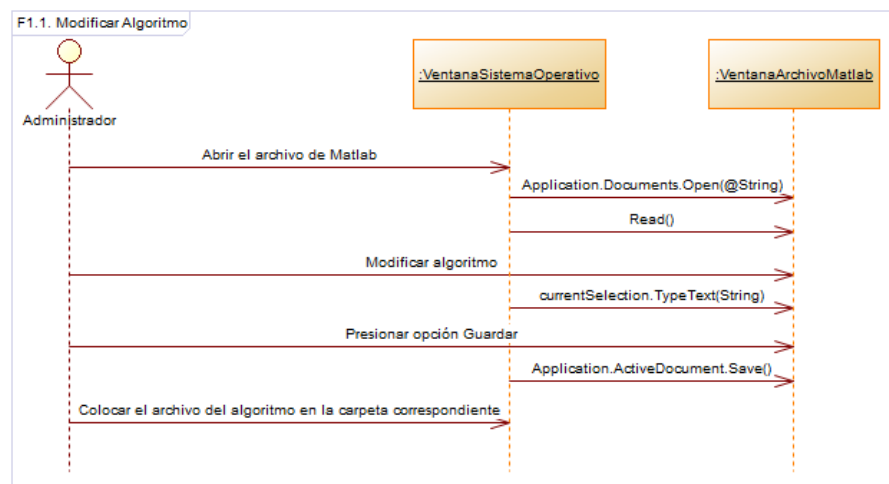 F1.1. Modificar Algoritmo
:VentanaSistemaOperativo
:VentanaArchivoMatlab
Administrador
Abrir el archivo de Matlab
Application.Documents.Open(@String)
Read()
Modificar algoritmo
currentSelection.TypeText(String)
Presionar opción Guardar
Application.ActiveDocument.Save()
Colocar el archivo del algoritmo en la carpeta correspondiente